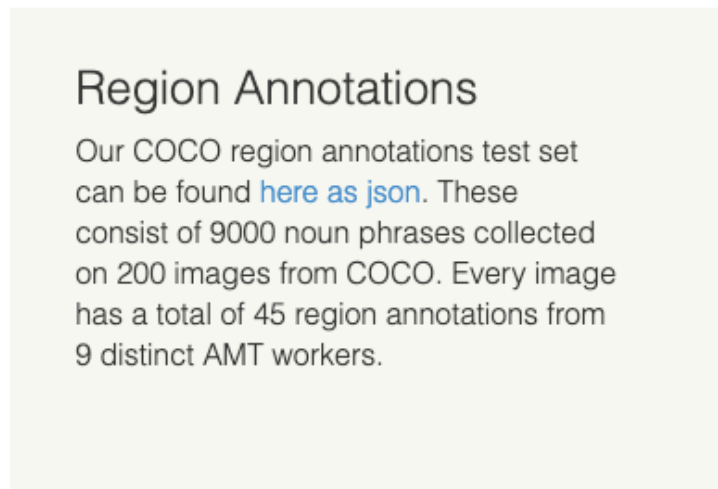 Region Annotations
Our COCO region annotations test set
can be found here as json. These
consist of 9000 noun phrases collected
on 200 images from COCO. Every image
has a total of 45 region annotations from
9 distinct AMT workers.